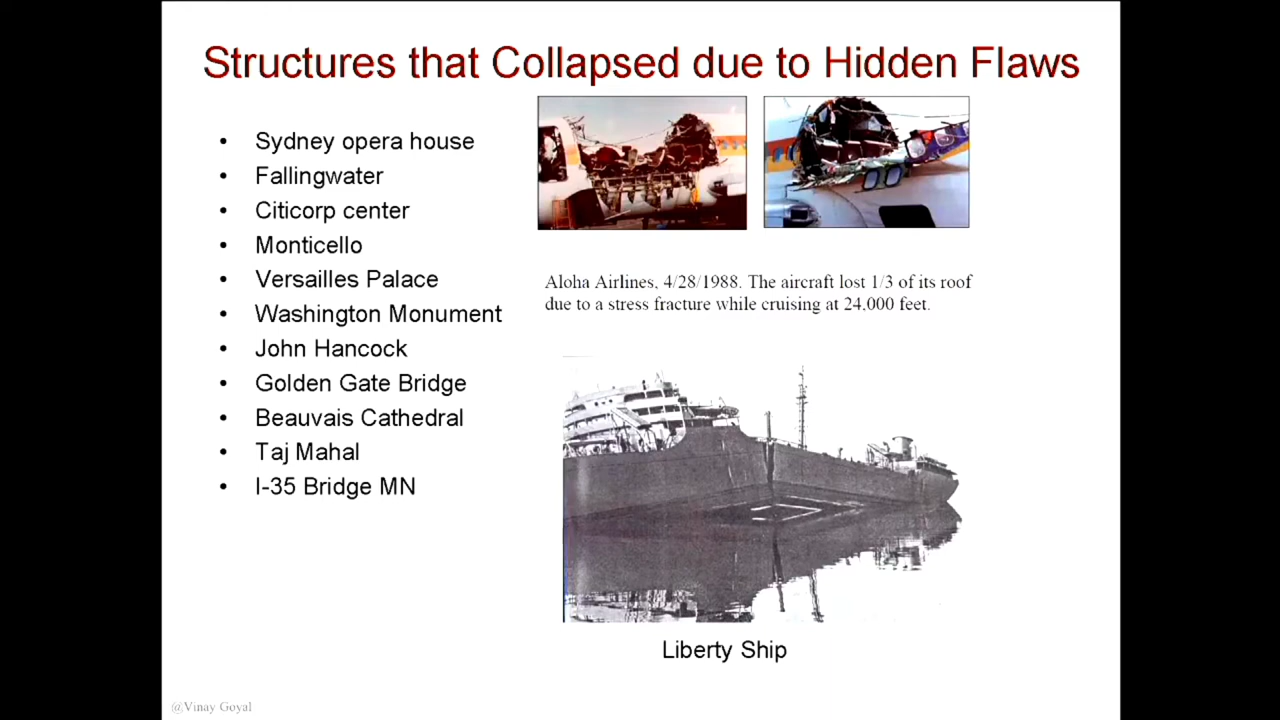 Structures that Collapsed due to Hidden Flaws
• Sydney opera house
• Fallingwater
• Citicorp center
• Monticello
• Versailles Palace
• Washington Monument
• John Hancock
• Golden Gate Bridge
• Beauvais Cathedral
• Taj Mahal
• I-35 Bridge MN
Aloha Airlines, 4/28/1988. The aircraft lost 1/3 of its roof
due to a stress fracture while cruising at 24,000 feet.
Liberty Ship
@Vinay Goyal